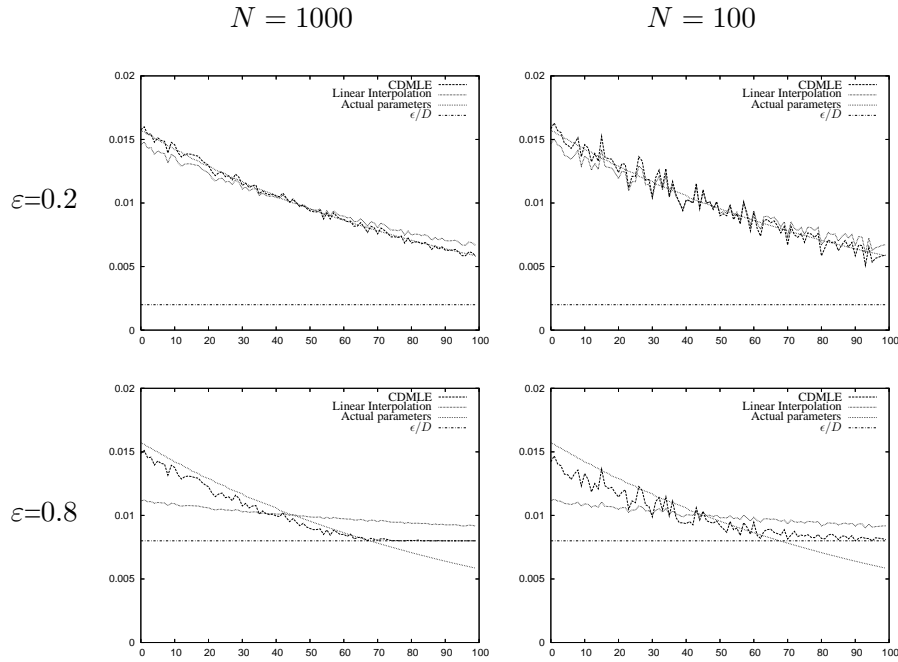 N = 1000
N = 100
ε=0.2
0.02
0.015
0.01
0.005
0
0 10 20 30 40 50 60 70 80 90 100
CDMLE
Linear Interpolation
Actual parameters
ϵ/D
0.02
0.015
0.01
0.005
0
0 10 20 30 40 50 60 70 80 90 100
CDMLE
Linear Interpolation
Actual parameters
ϵ/D
ε=0.8
0.02
0.015
0.01
0.005
0
0 10 20 30 40 50 60 70 80 90 100
CDMLE
Linear Interpolation
Actual parameters
ϵ/D
0.02
0.015
0.01
0.005
0
0 10 20 30 40 50 60 70 80 90 100
CDMLE
Linear Interpolation
Actual parameters
ϵ/D